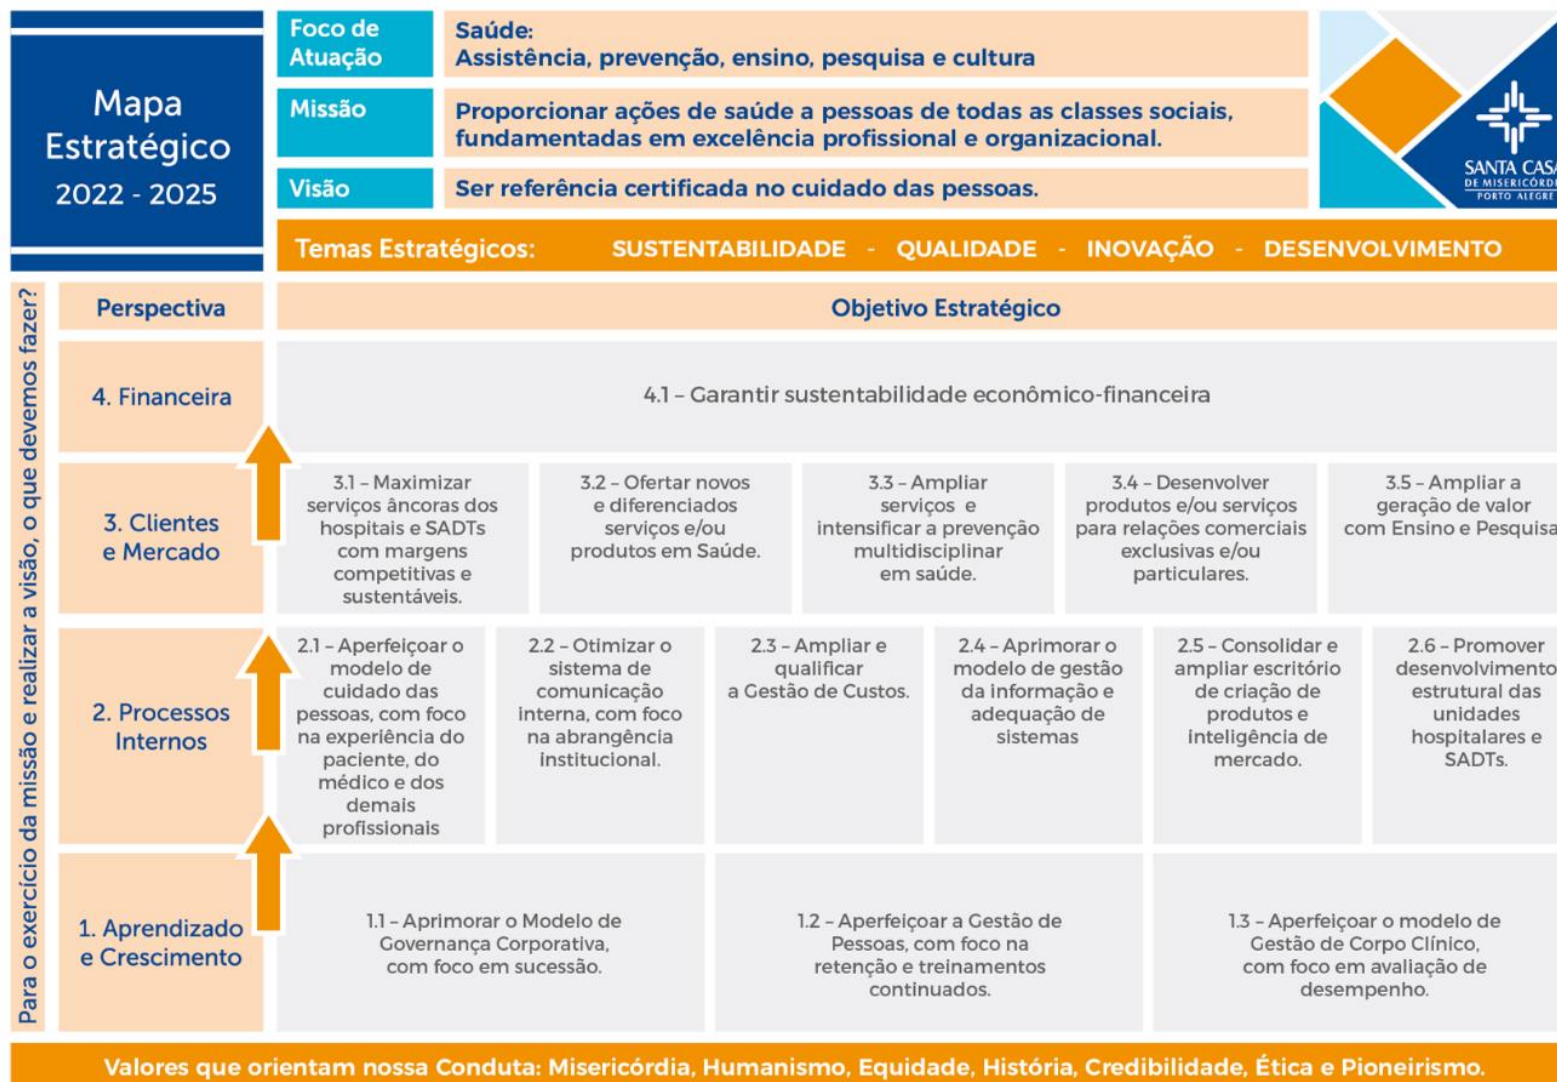 Mapa
Estratégico
2022 - 2025
Foco de
Atuação
Saúde:
Assistência, prevenção, ensino, pesquisa e cultura
Missão
Proporcionar ações de saúde a pessoas de todas as classes sociais,
fundamentadas em excelência profissional e organizacional.
Visão
Ser referência certificada no cuidado das pessoas.
SANTA CASA
DE MISERICÓRDI
PORTO ALEGRE
Temas Estratégicos: SUSTENTABILIDADE - QUALIDADE - INOVAÇÃO - DESENVOLVIMENTO
Para o exercício da missão e realizar a visão, o que devemos fazer?
Perspectiva
Objetivo Estratégico
4. Financeira
4.1 – Garantir sustentabilidade econômico-financeira
3. Clientes
e Mercado
3.1 – Maximizar
serviços âncoras dos
hospitais e SADTs
com margens
competitivas e
sustentáveis.
3.2 – Ofertar novos
e diferenciados
serviços e/ou
produtos em Saúde.
3.3 – Ampliar
serviços e
intensificar a prevenção
multidisciplinar
em saúde.
3.4 – Desenvolver
produtos e/ou serviços
para relações comerciais
exclusivas e/ou
particulares.
3.5 – Ampliar a
geração de valor
com Ensino e Pesquisa
2. Processos
Internos
2.1 – Aperfeiçoar o
modelo de
cuidado das
pessoas, com foco
na experiência do
paciente, do
médico e dos
demais
profissionais
2.2 – Otimizar o
sistema de
comunicação
interna, com foco
na abrangência
institucional.
2.3 – Ampliar e
qualificar
a Gestão de Custos.
2.4 – Aprimorar o
modelo de gestão
da informação e
adequação de
sistemas
2.5 – Consolidar e
ampliar escritório
de criação de
produtos e
inteligência de
mercado.
2.6 – Promover
desenvolvimento
estrutural das
unidades
hospitalares e
SADTs.
1. Aprendizado
e Crescimento
1.1 – Aprimorar o Modelo de
Governança Corporativa,
com foco em sucessão.
1.2 – Aperfeiçoar a Gestão de
Pessoas, com foco na
retenção e treinamentos
continuados.
1.3 – Aperfeiçoar o modelo de
Gestão de Corpo Clínico,
com foco em avaliação de
desempenho.
Valores que orientam nossa Conduta: Misericórdia, Humanismo, Equidade, História, Credibilidade, Ética e Pioneirismo.